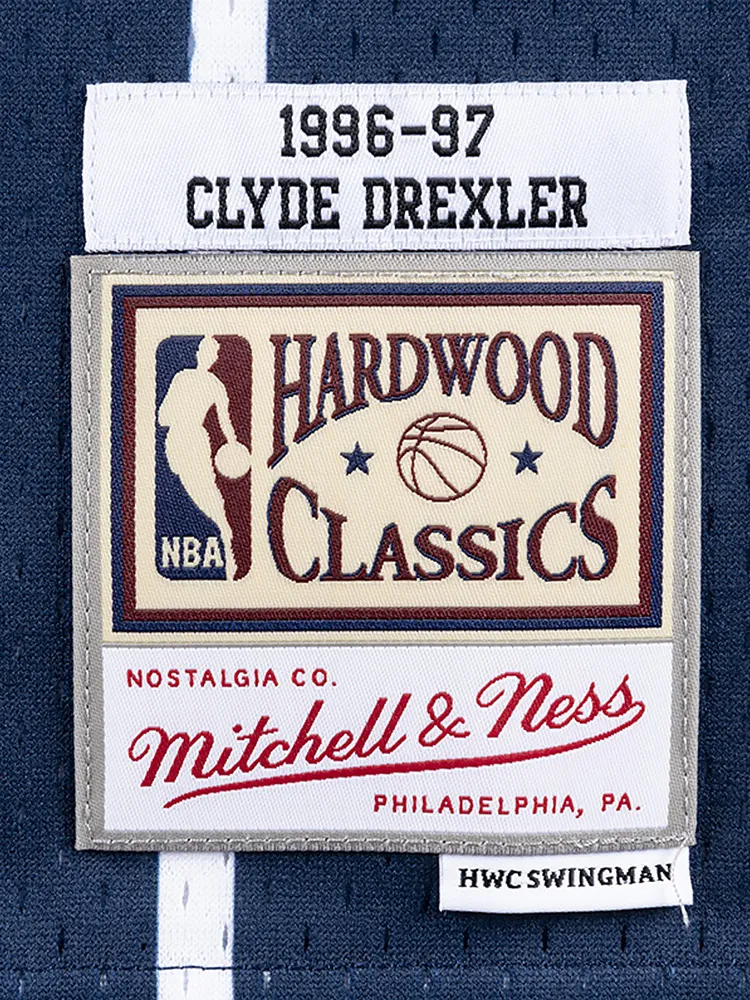 1996-97
CLYDE DREXLER
HARDWOOD
CLASSICS
NBA
NOSTALGIA CO.
Mitchell & Ness
PHILADELPHIA, PA.
HWC SWINGMAN